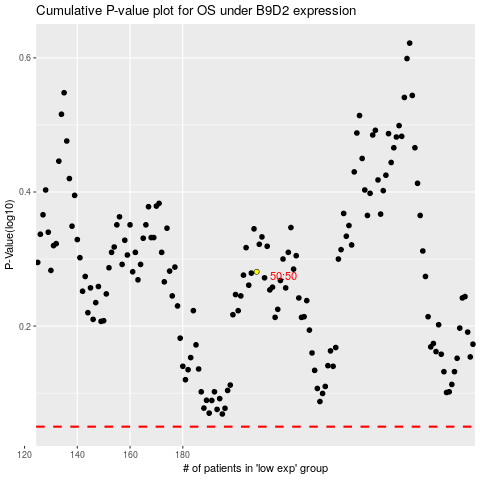 Cumulative P-value plot for OS under B9D2 expression
P-Value(log10)
0.6
0.4
0.2
50:50
120 140 160 180
# of patients in 'low exp' group